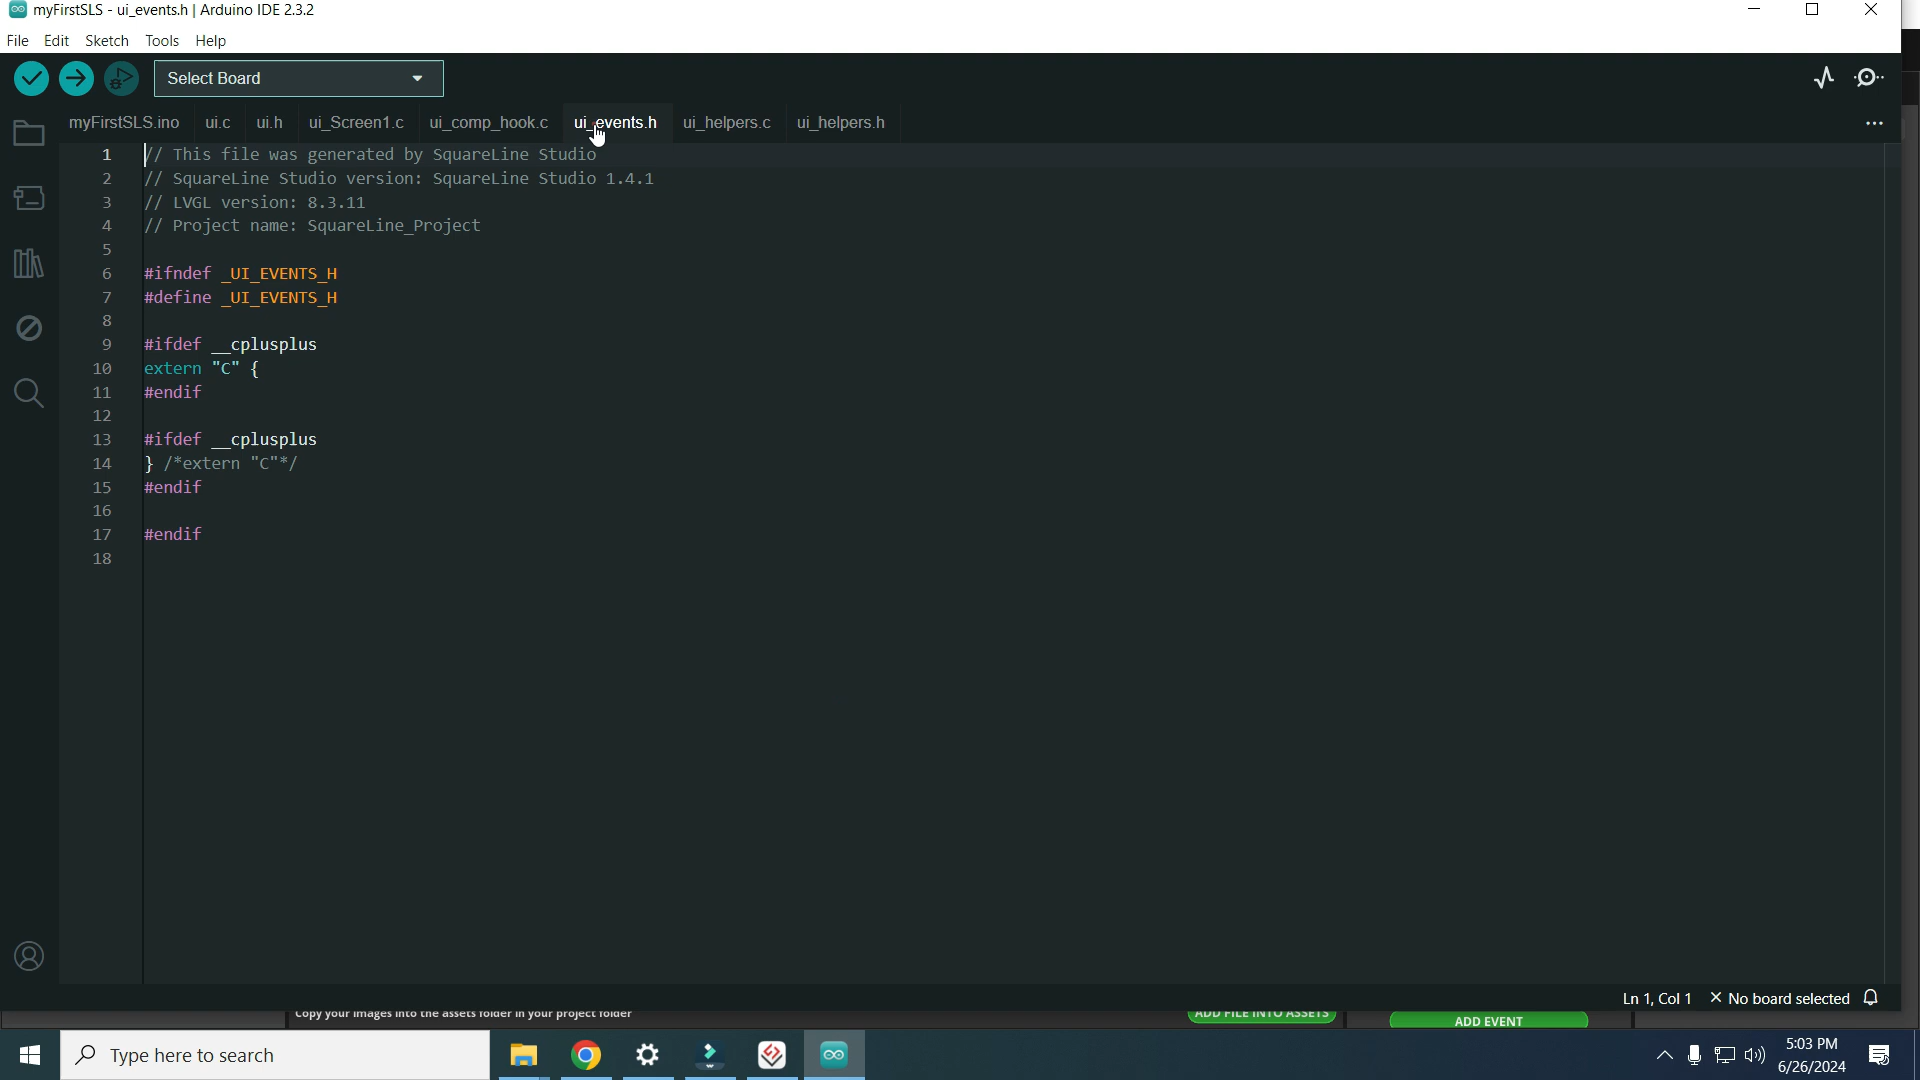 myFirstSLS - ui_events.h | Arduino IDE 2.3.2
File Edit Sketch Tools Help
Select Board
myFirstSLS.ino ui.c ui.h ui_Screen1.c ui_comp_hook.c ui_events.h ui_helpers.c ui_helpers.h
1 // This file was generated by SquareLine Studio
2 // SquareLine Studio version: SquareLine Studio 1.4.1
3 // LVGL version: 8.3.11
4 // Project name: SquareLine_Project
5
6 #ifndef _UI_EVENTS_H
7 #define _UI_EVENTS_H
8
9 #ifdef __cplusplus
10 extern "C" {
11 #endif
12
13 #ifdef __cplusplus
14 } /*extern "C"*/
15 #endif
16
17 #endif
18
Ln 1, Col 1 × No board selected
Copy your images into the assets folder in your project folder ADD FILE INTO ASSETS ADD EVENT
Type here to search
5:03 PM
6/26/2024